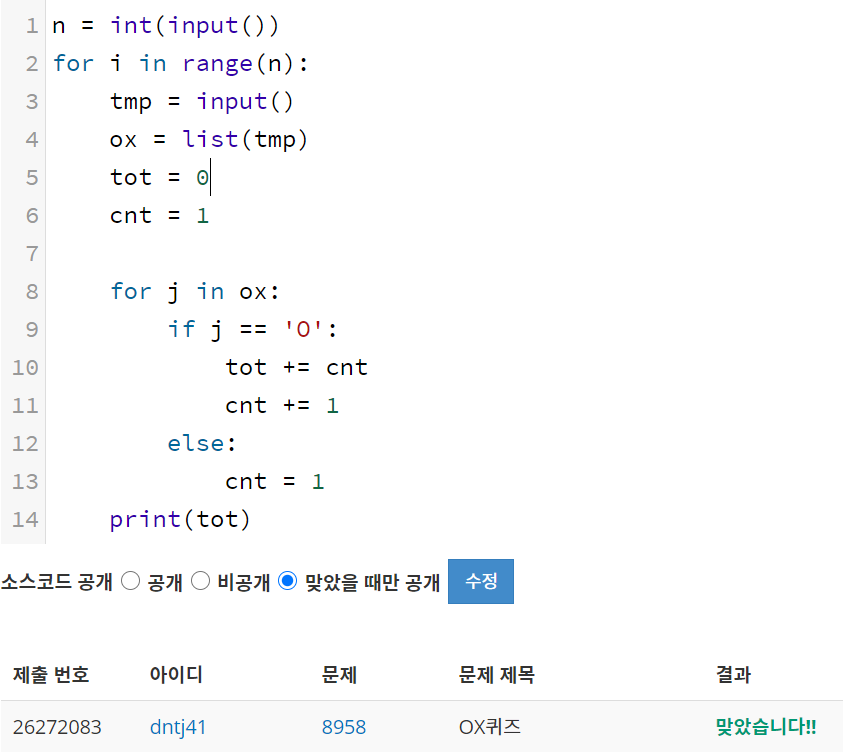 1 n = int(input())
2 for i in range(n):
3     tmp = input()
4     ox = list(tmp)
5     tot = 0
6     cnt = 1
7
8     for j in ox:
9         if j == 'O':
10             tot += cnt
11             cnt += 1
12         else:
13             cnt = 1
14     print(tot)
소스코드 공개 공개 비공개 맞았을 때만 공개 수정
제출 번호 아이디 문제 문제 제목 결과
26272083 dntj41 8958 OX퀴즈 맞았습니다!!